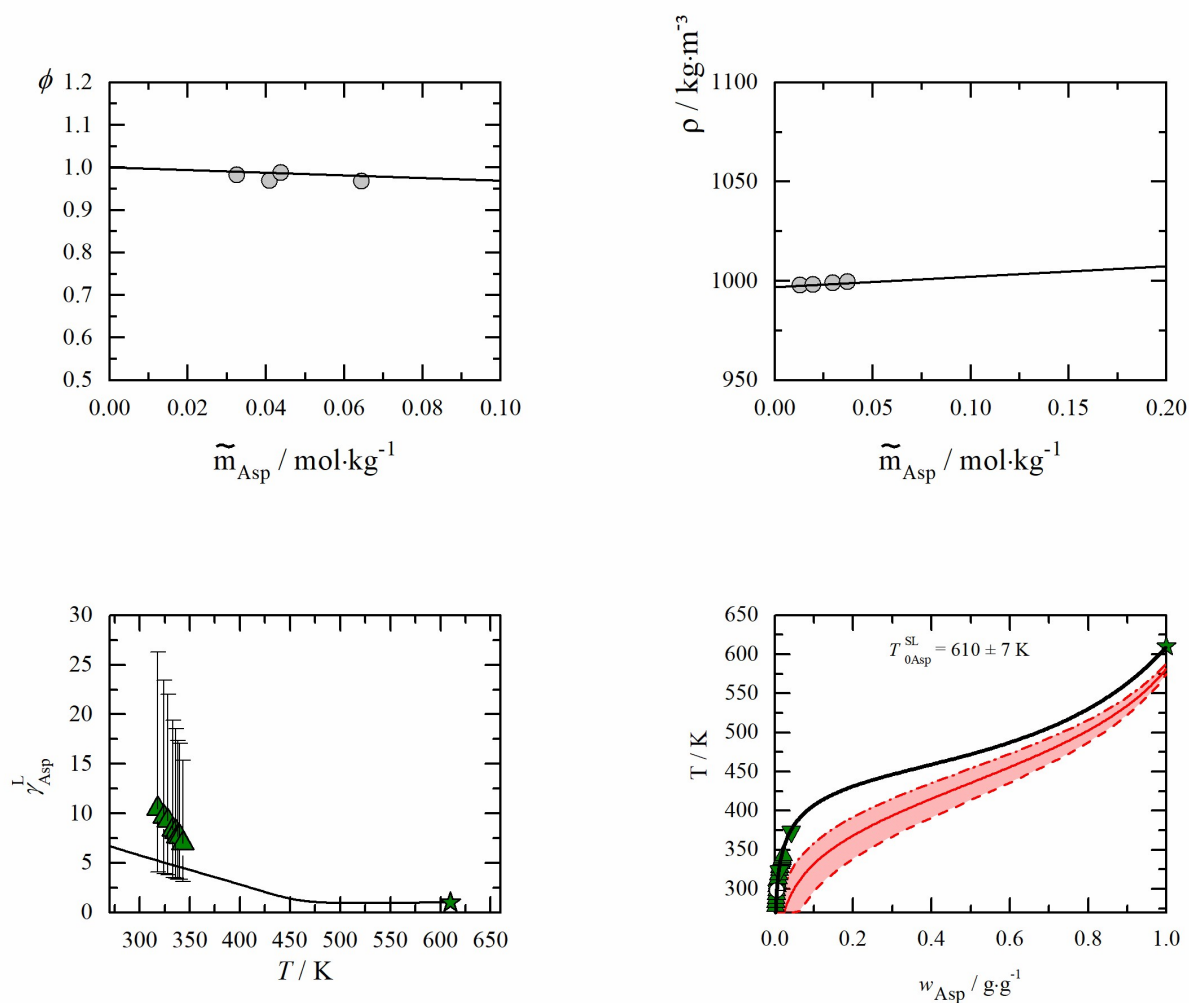 ϕ
1.2
1.1
1.0
0.9
0.8
0.7
0.6
0.5
0.00 0.02 0.04 0.06 0.08 0.10
m̃Asp / mol·kg-1
ρ / kg·m-3
1100
1050
1000
950
0.00 0.05 0.10 0.15 0.20
m̃Asp / mol·kg-1
γLAsp
30
25
20
15
10
5
0
300 350 400 450 500 550 600 650
T / K
T / K
650
600
550
500
450
400
350
300
TSL0Asp = 610 ± 7 K
0.0 0.2 0.4 0.6 0.8 1.0
wAsp / g·g-1